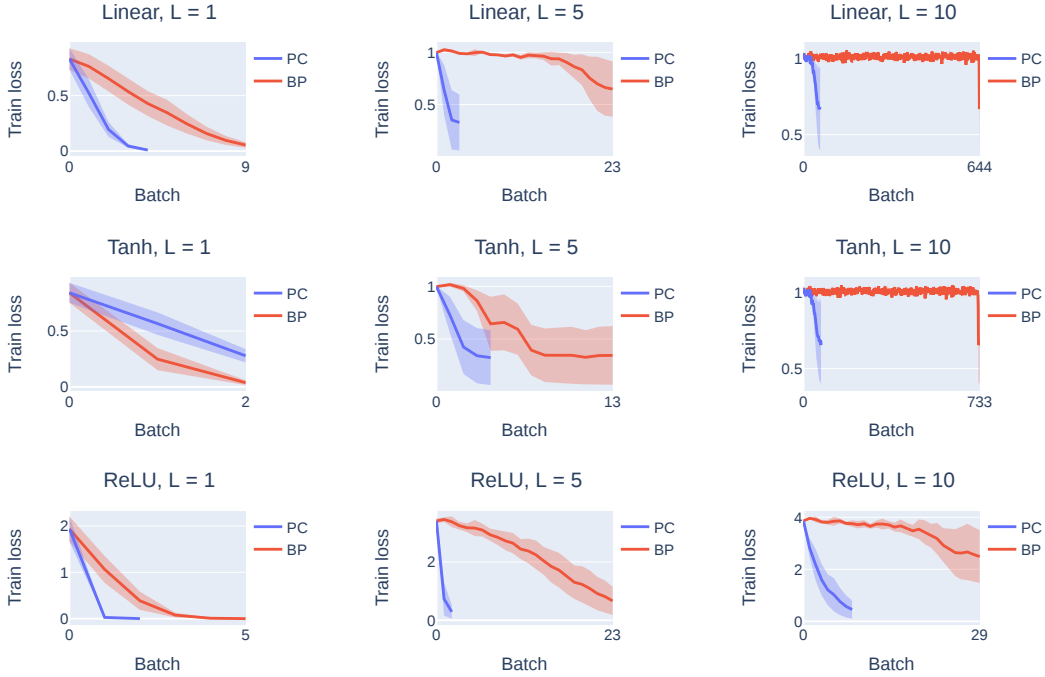 Linear, L = 1
Train loss
0.5
0
0
9
Batch
PC
BP
Linear, L = 5
Train loss
1
0.5
0
23
Batch
PC
BP
Linear, L = 10
Train loss
1
0.5
0
644
Batch
PC
BP
Tanh, L = 1
Train loss
0.5
0
0
2
Batch
PC
BP
Tanh, L = 5
Train loss
1
0.5
0
13
Batch
PC
BP
Tanh, L = 10
Train loss
1
0.5
0
733
Batch
PC
BP
ReLU, L = 1
Train loss
2
1
0
0
5
Batch
PC
BP
ReLU, L = 5
Train loss
2
0
0
23
Batch
PC
BP
ReLU, L = 10
Train loss
4
2
0
0
29
Batch
PC
BP